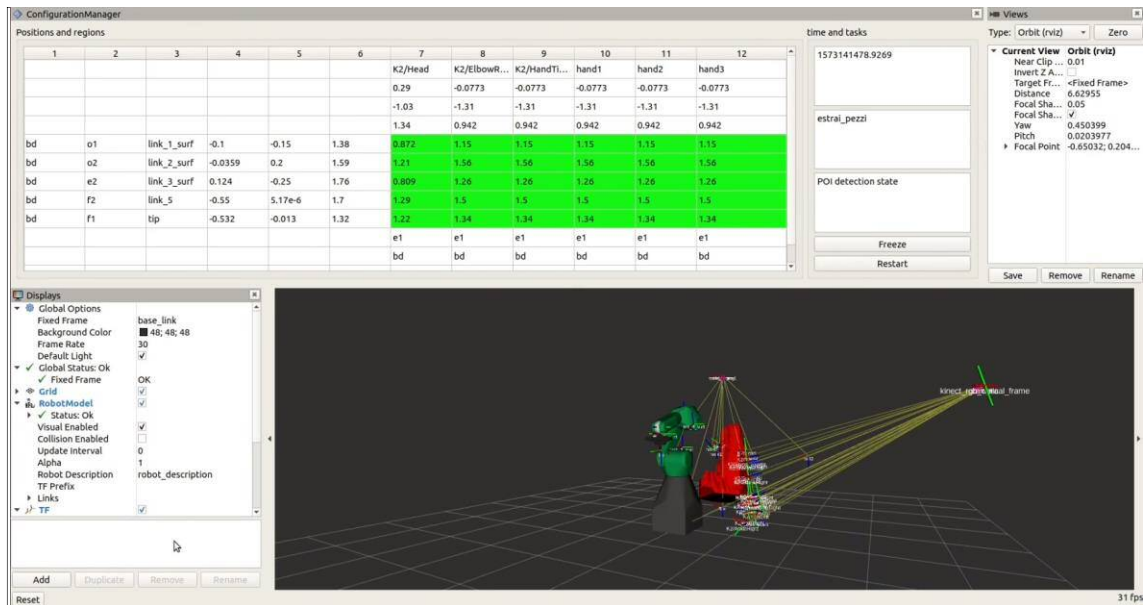 ConfigurationManager
Positions and regions
1 2 3 4 5 6 7 8 9 10 11 12
K2/Head K2/ElbowR... K2/HandTi... hand1 hand2 hand3
0.29 -0.0773 -0.0773 -0.0773 -0.0773 -0.0773
-1.03 -1.31 -1.31 -1.31 -1.31 -1.31
1.34 0.942 0.942 0.942 0.942 0.942
bd o1 link_1_surf -0.1 -0.15 1.38 0.872 1.15 1.15 1.15 1.15 1.15
bd o2 link_2_surf -0.0359 0.2 1.59 1.21 1.56 1.56 1.56 1.56 1.56
bd e2 link_3_surf 0.124 -0.25 1.76 0.809 1.26 1.26 1.26 1.26 1.26
bd f2 link_5 -0.55 5.17e-6 1.7 1.29 1.5 1.5 1.5 1.5 1.5
bd f1 tip -0.532 -0.013 1.32 1.22 1.34 1.34 1.34 1.34 1.34
e1 e1 e1 e1 e1 e1
bd bd bd bd bd bd
time and tasks
1573141478.9269
estrai_pezzi
POI detection state
Freeze
Restart
Views
Type: Orbit (rviz) Zero
Current View Orbit (rviz)
Near Clip ... 0.01
Invert Z A...
Target Fr... <Fixed Frame>
Distance 6.62955
Focal Sha... 0.05
Focal Sha...
Yaw 0.450399
Pitch 0.0203977
Focal Point -0.65032; 0.204...
Save Remove Rename
Displays
Global Options
Fixed Frame base_link
Background Color 48; 48; 48
Frame Rate 30
Default Light
Global Status: Ok
Fixed Frame OK
Grid
RobotModel
Status: Ok
Visual Enabled
Collision Enabled
Update Interval 0
Alpha 1
Robot Description robot_description
TF Prefix
Links
TF
Add Duplicate Remove Rename
Reset
31 fps